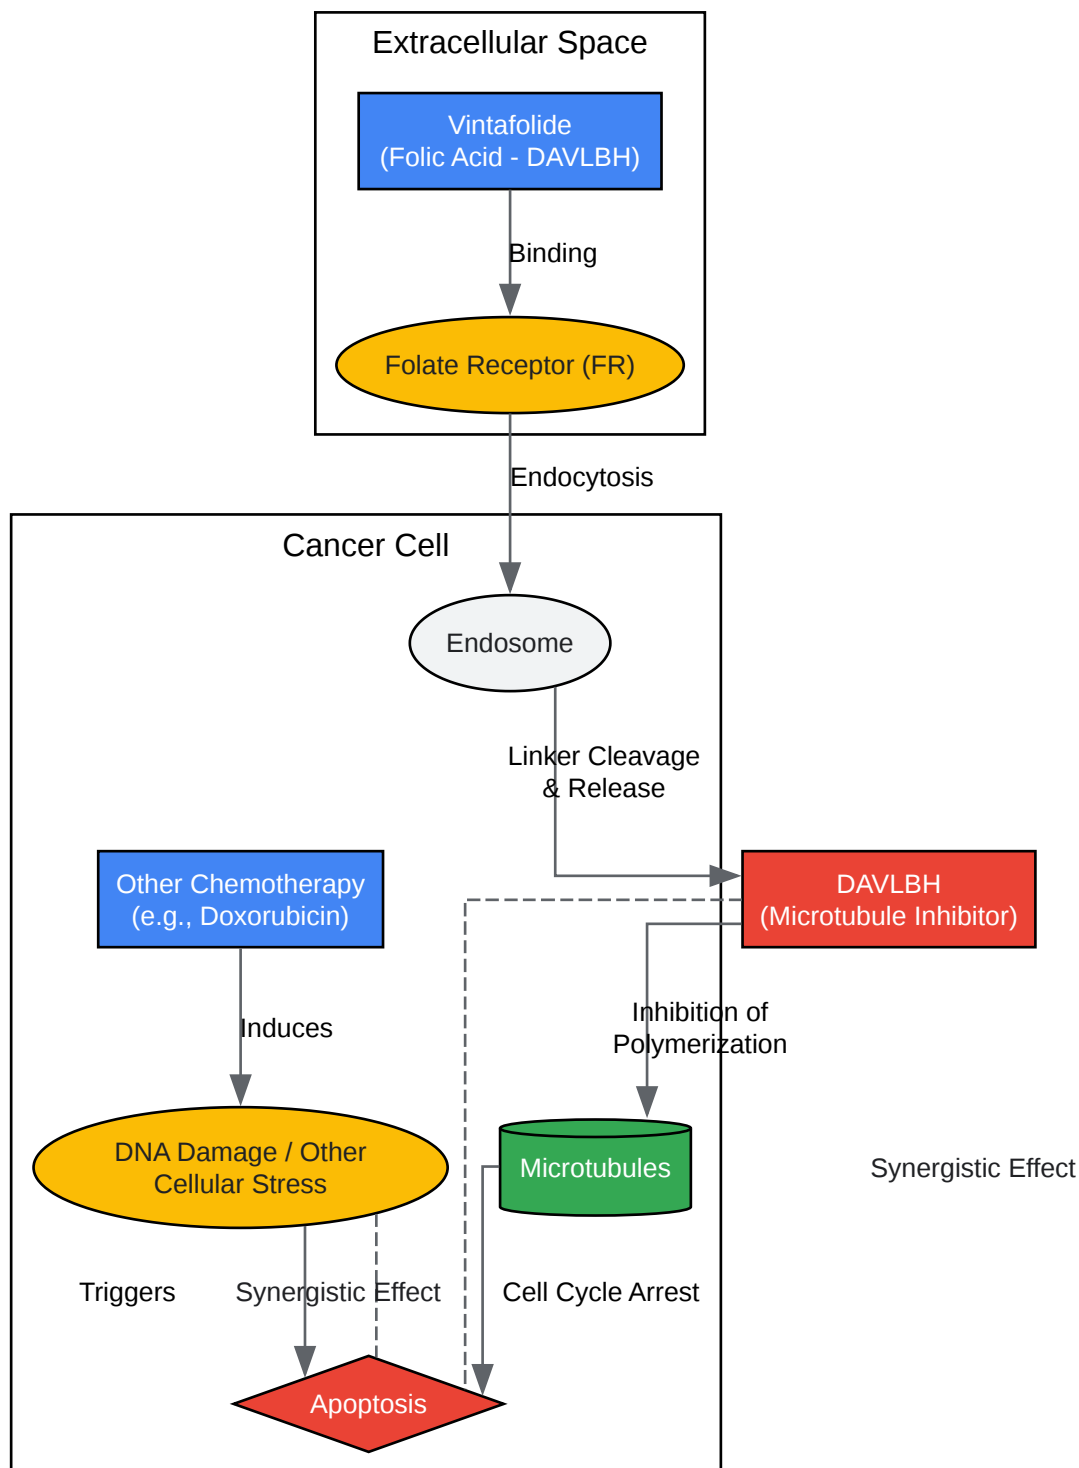 Extracellular Space
Vintafolide
(Folic Acid - DAVLBH)
Binding
Folate Receptor (FR)
Endocytosis
Cancer Cell
Endosome
Linker Cleavage
& Release
Other Chemotherapy
(e.g., Doxorubicin)
DAVLBH
(Microtubule Inhibitor)
Induces
Inhibition of
Polymerization
DNA Damage / Other
Cellular Stress
Microtubules
Synergistic Effect
Triggers
Synergistic Effect
Cell Cycle Arrest
Apoptosis